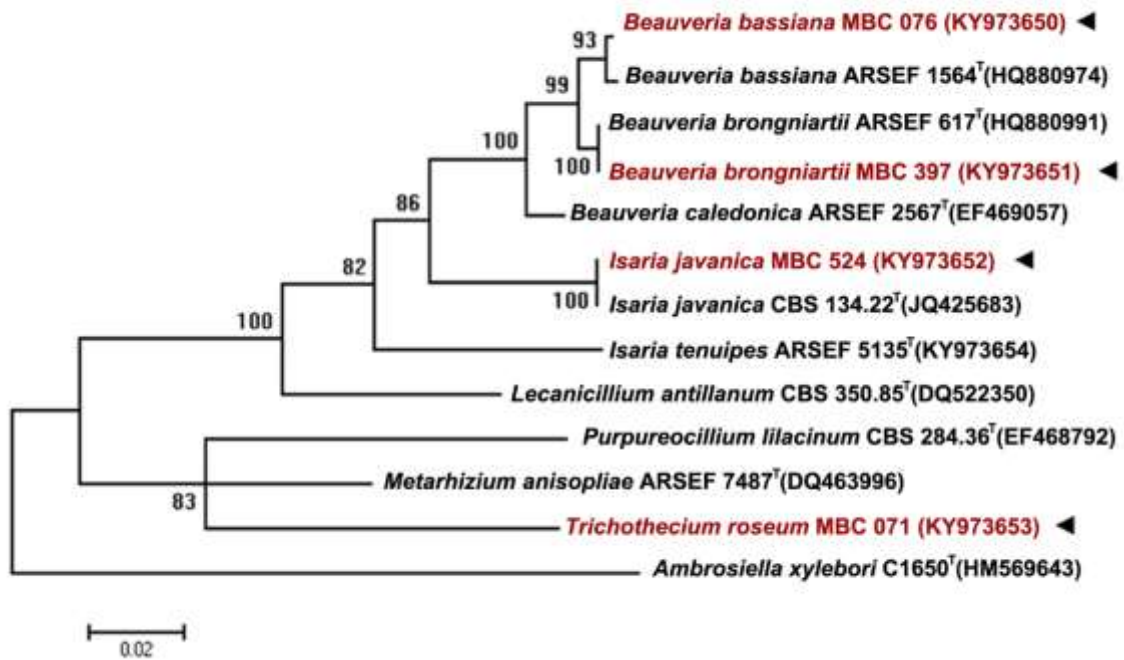 Beauveria bassiana MBC 076 (KY973650)
93
Beauveria bassiana ARSEF 1564T(HQ880974)
99
Beauveria brongniartii ARSEF 617T(HQ880991)
100
100
Beauveria brongniartii MBC 397 (KY973651)
86
Beauveria caledonica ARSEF 2567T(EF469057)
Isaria javanica MBC 524 (KY973652)
82
100
Isaria javanica CBS 134.22T(JQ425683)
100
Isaria tenuipes ARSEF 5135T(KY973654)
Lecanicillium antillanum CBS 350.85T(DQ522350)
Purpureocillium lilacinum CBS 284.36T(EF468792)
Metarhizium anisopliae ARSEF 7487T(DQ463996)
83
Trichothecium roseum MBC 071 (KY973653)
Ambrosiella xylebori C1650T(HM569643)
0.02